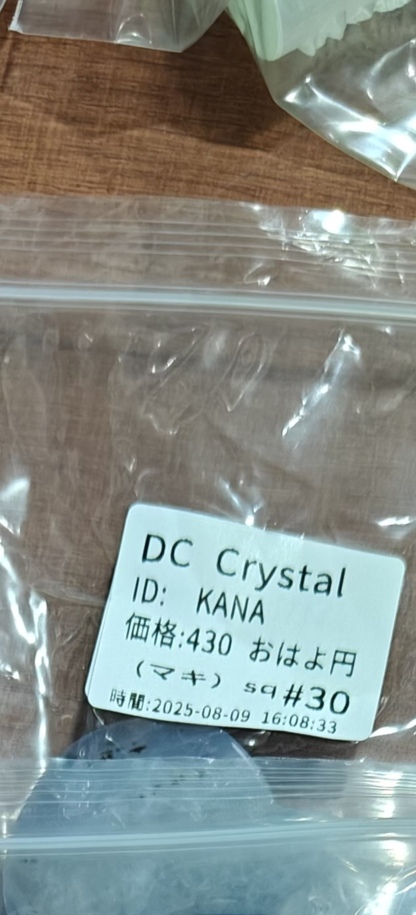 DC Crystal
ID: KANA
価格:430 おはよ円
(マキ) sq#30
時間:2025-08-09 16:08:33